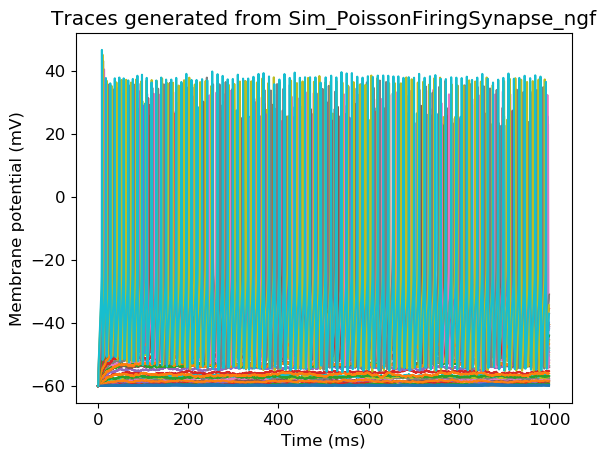 Traces generated from Sim_PoissonFiringSynapse_ngf
40
20
0
−20
−40
−60
Membrane potential (mV)
0 200 400 600 800 1000
Time (ms)